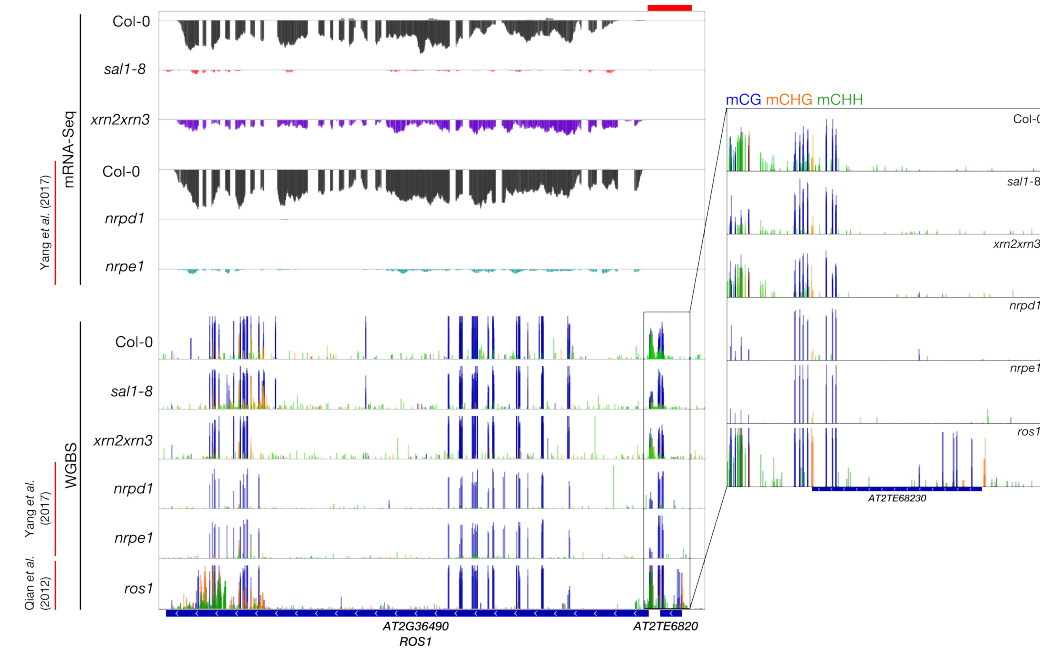 Col-0
sal1-8
xrn2xrn3
Col-0
nrpd1
nrpe1
mRNA-Seq
Yang et al. (2017)
Col-0
sal1-8
xrn2xrn3
nrpd1
nrpe1
ros1
WGBS
Yang et al.
(2017)
Qian et al.
(2012)
AT2G36490
ROS1
AT2TE6820
mCG mCHG mCHH
Col-0
sal1-8
xrn2xrn3
nrpd1
nrpe1
ros1
AT2TE68230